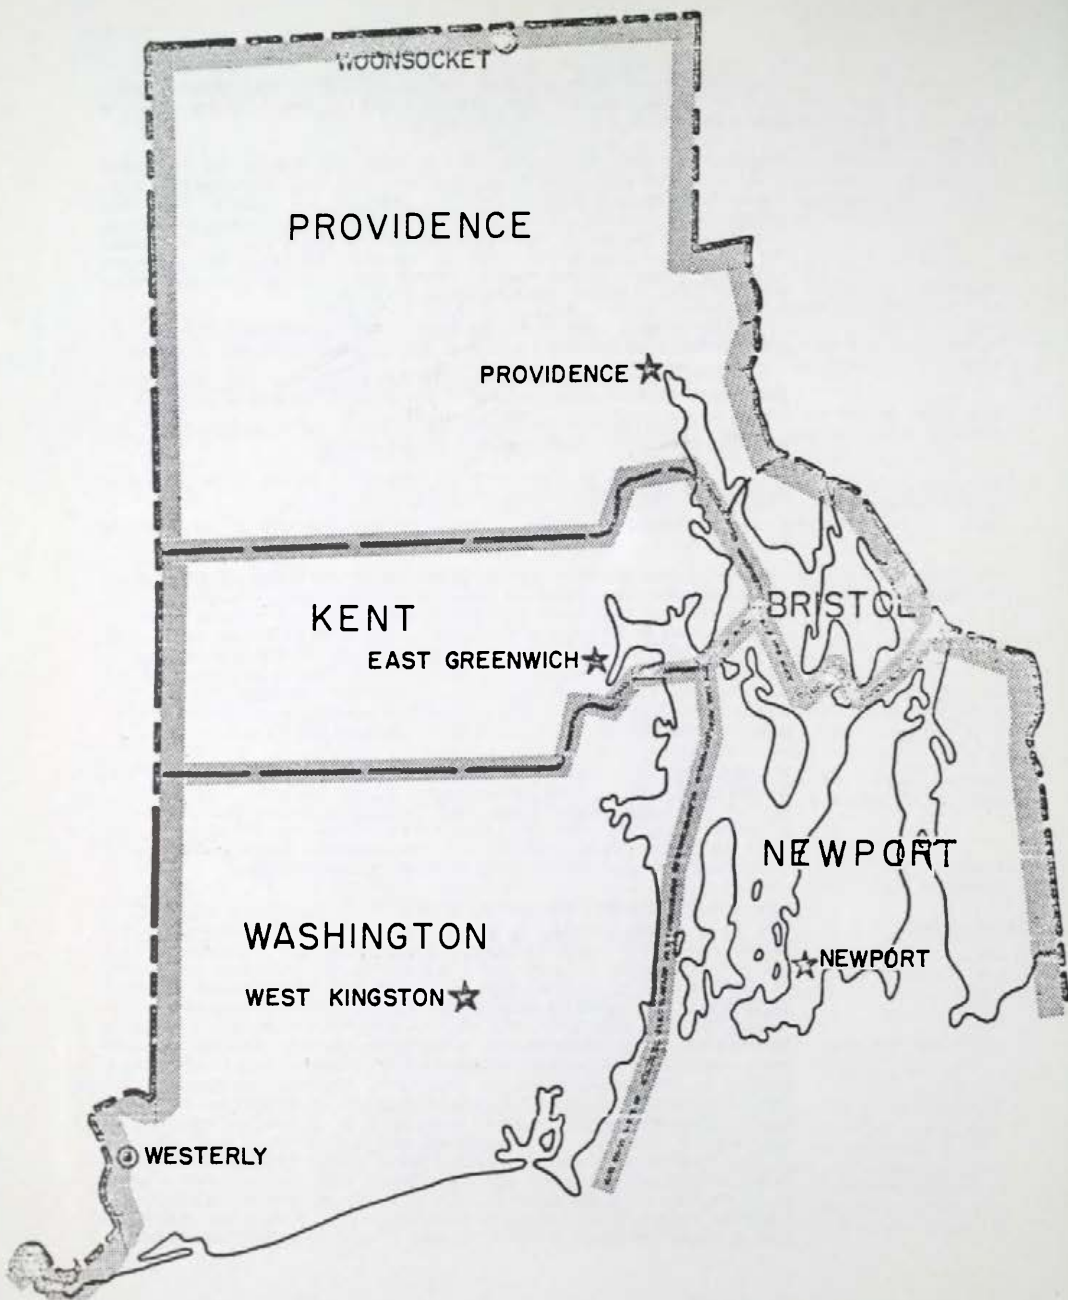 WOONSOCKET
PROVIDENCE
PROVIDENCE
KENT
BRISTOL
EAST GREENWICH
NEWPORT
WASHINGTON
NEWPORT
WEST KINGSTON
WESTERLY